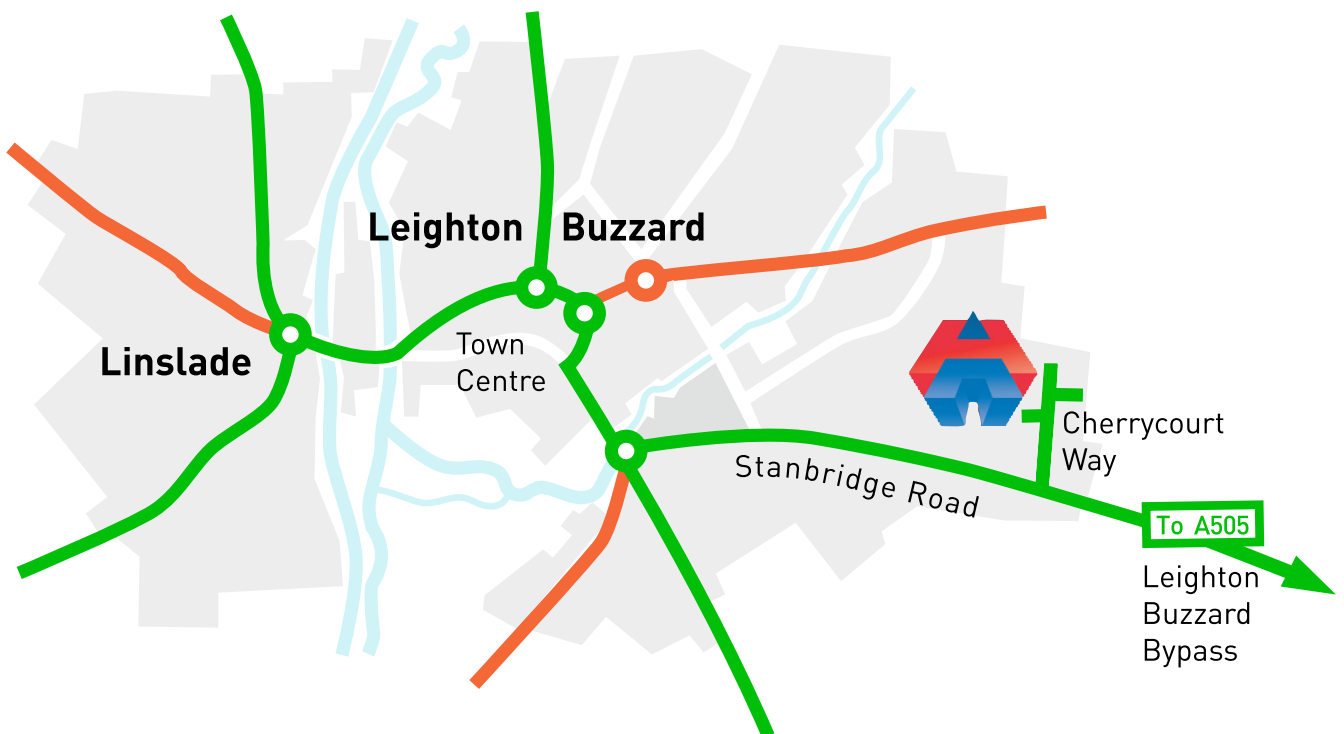 Leighton Buzzard
Linslade
Town
Centre
Cherrycourt
Way
Stanbridge Road
To A505
Leighton
Buzzard
Bypass